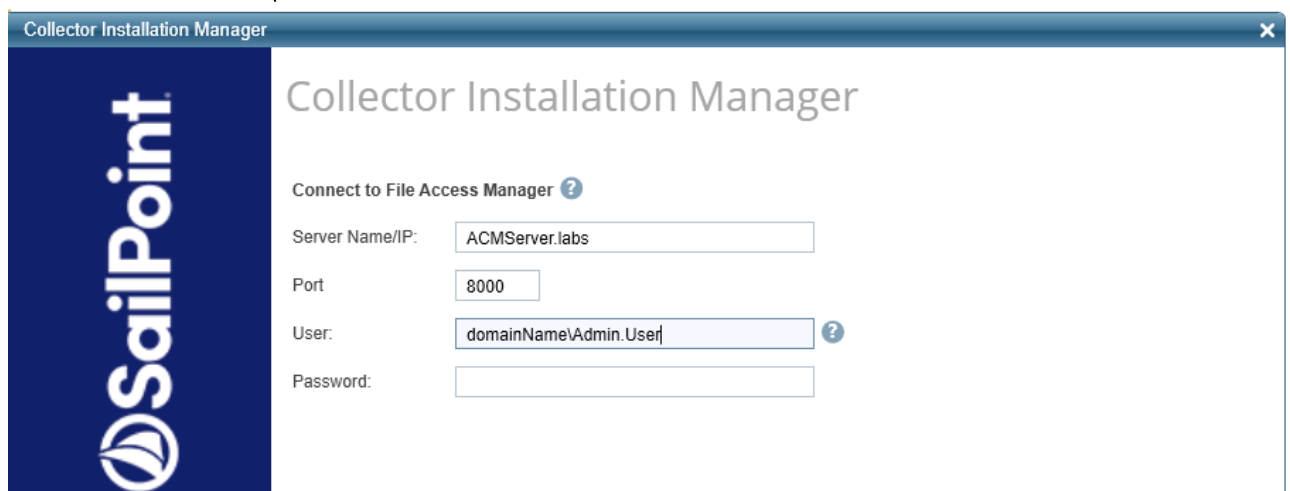 Collector Installation Manager
SailPoint
Collector Installation Manager
Connect to File Access Manager ?
Server Name/IP: ACMServer.labs
Port 8000
User: domainName\Admin.User ?
Password: